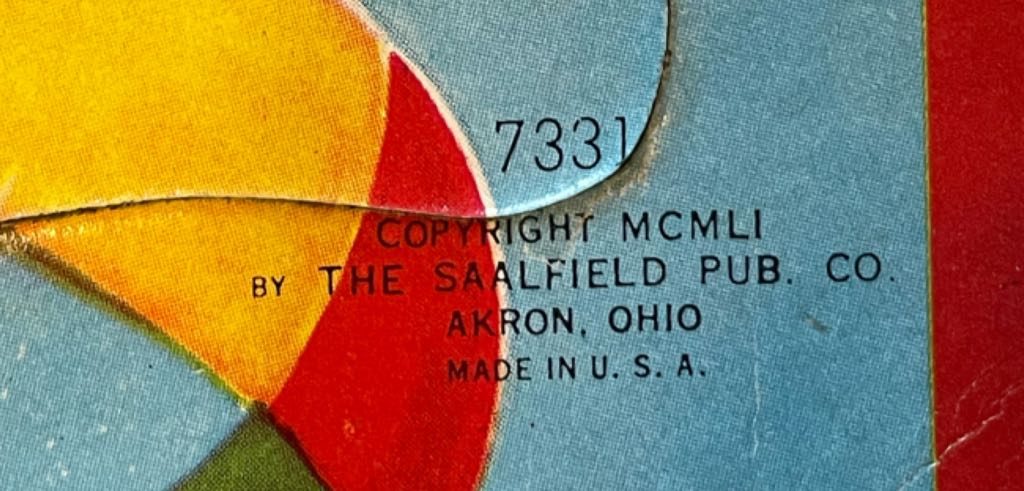 7331
COPYRIGHT MCMLI
BY THE SAALFIELD PUB. CO.
AKRON, OHIO
MADE IN U. S. A.